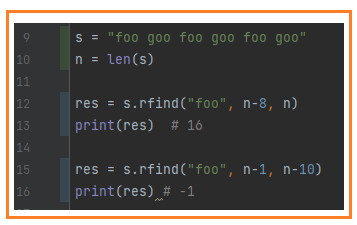 9 s = "foo goo foo goo foo goo"
10 n = len(s)
11
12 res = s.rfind("foo", n-8, n)
13 print(res)  # 16
14
15 res = s.rfind("foo", n-1, n-10)
16 print(res) # -1